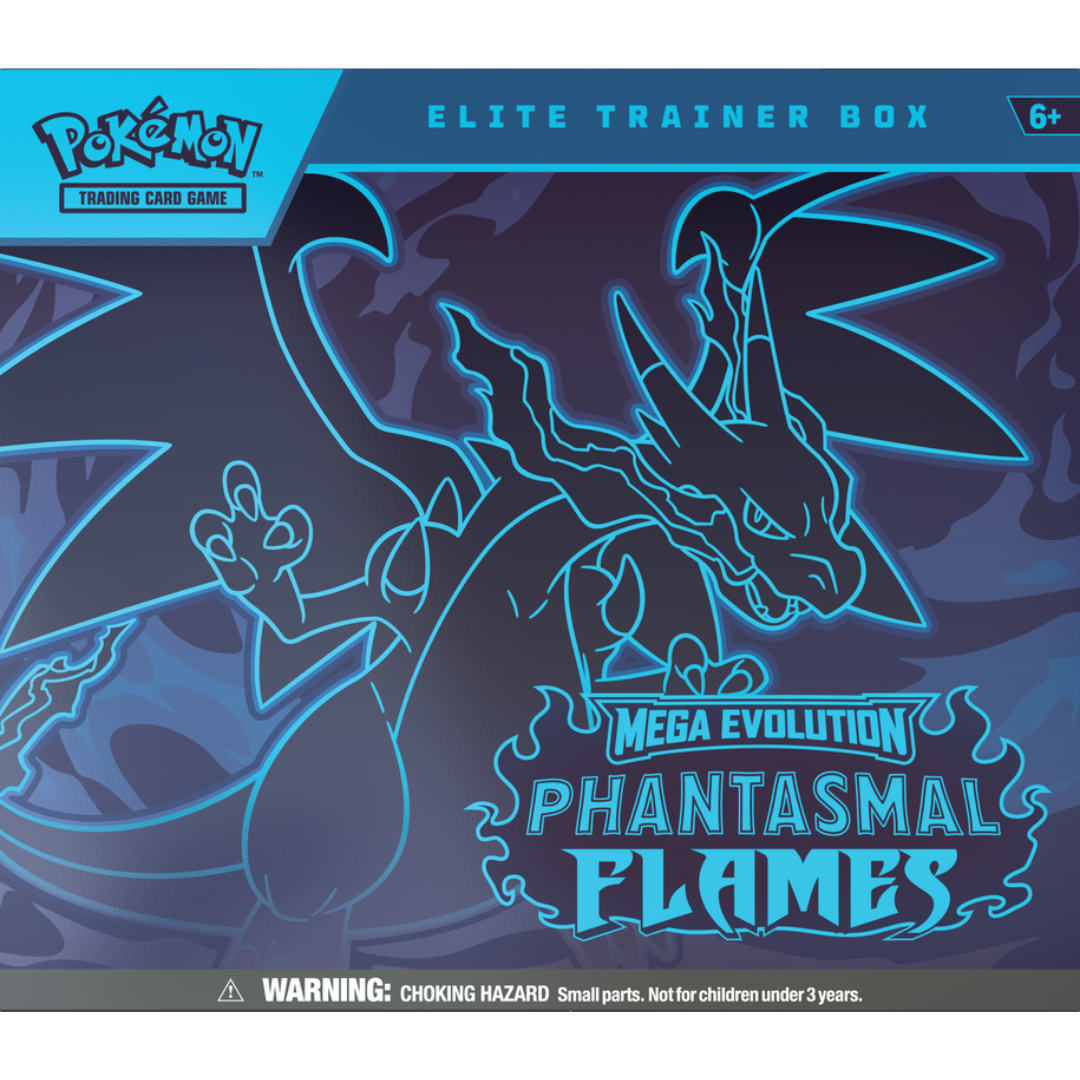 POKéMON™
TRADING CARD GAME
ELITE TRAINER BOX
6+
MEGA EVOLUTION
PHANTASMAL
FLAMES
⚠ WARNING: CHOKING HAZARD Small parts. Not for children under 3 years.